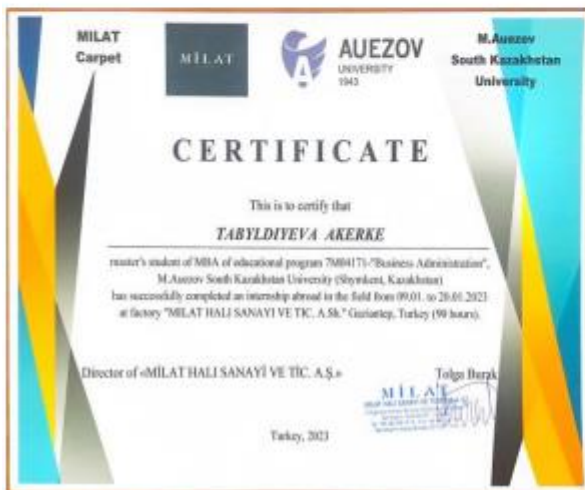 MILAT
Carpet
MİLAT
AUEZOV
UNIVERSITY
1943
M.Auezov
South Kazakhstan
University
CERTIFICATE
This is to certify that
TABYLDIYEVA AKERKE
master's student of MBA of educational program 7M04171-"Business Administration",
M.Auezov South Kazakhstan University (Shymkent, Kazakhstan)
has successfully completed an internship abroad in the field from 09.01. to 20.01.2023
at factory "MILAT HALI SANAYI VE TIC. A.Sh." Gaziantep, Turkey (90 hours).
Director of «MİLAT HALI SANAYİ VE TİC. A.Ş.»
Tolga Burak
MİLAT
Turkey, 2023